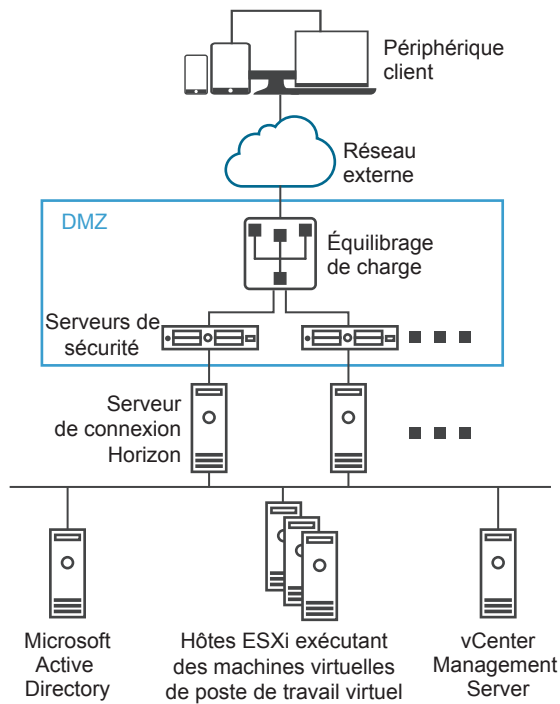 Périphérique
client
Réseau
externe
DMZ
Équilibrage
de charge
Serveurs de
sécurité
Serveur
de connexion
Horizon
Microsoft
Active
Directory
Hôtes ESXi exécutant
des machines virtuelles
de poste de travail virtuel
vCenter
Management
Server